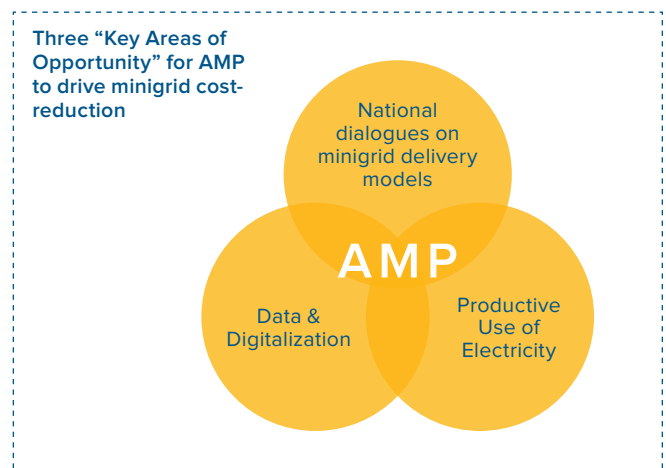 Three “Key Areas of
Opportunity” for AMP
to drive minigrid cost-
reduction
National
dialogues on
minigrid delivery
models
AMP
Data &
Digitalization
Productive
Use of
Electricity